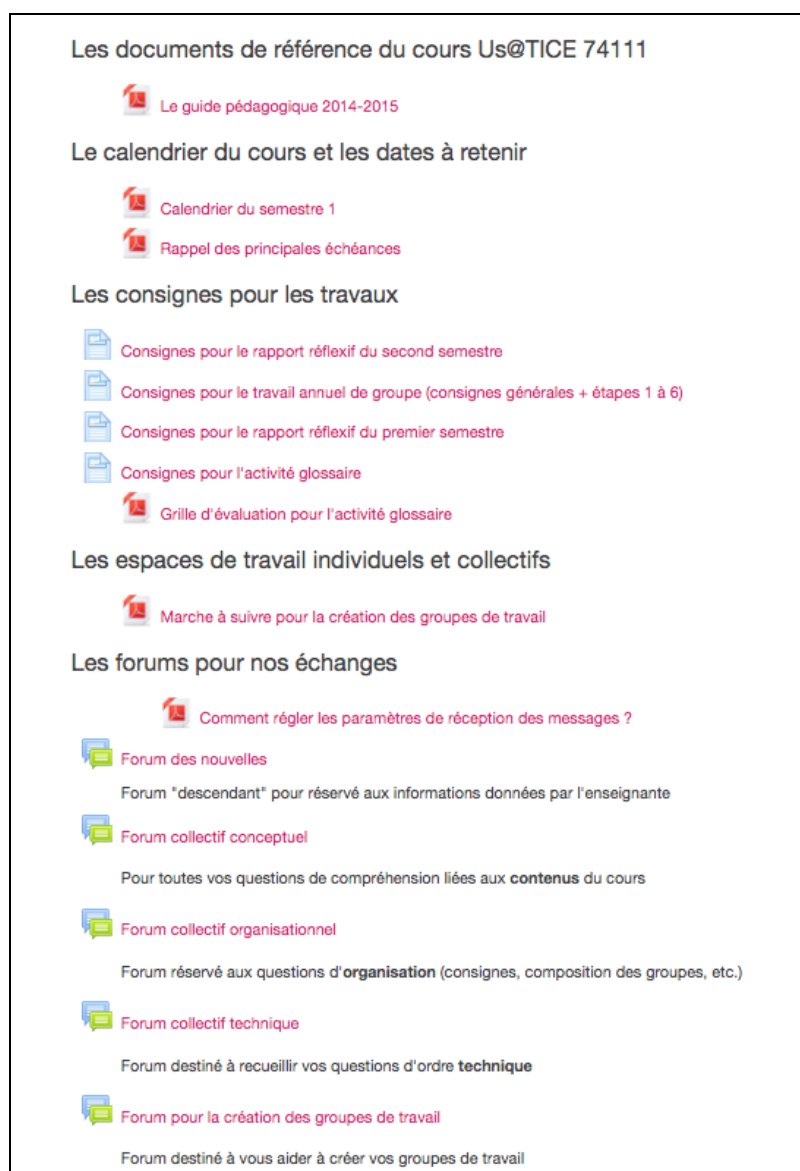 Les documents de référence du cours Us@TICE 74111
Le guide pédagogique 2014-2015
Le calendrier du cours et les dates à retenir
Calendrier du semestre 1
Rappel des principales échéances
Les consignes pour les travaux
Consignes pour le rapport réflexif du second semestre
Consignes pour le travail annuel de groupe (consignes générales + étapes 1 à 6)
Consignes pour le rapport réflexif du premier semestre
Consignes pour l'activité glossaire
Grille d'évaluation pour l'activité glossaire
Les espaces de travail individuels et collectifs
Marche à suivre pour la création des groupes de travail
Les forums pour nos échanges
Comment régler les paramètres de réception des messages ?
Forum des nouvelles
Forum "descendant" pour réservé aux informations données par l'enseignante
Forum collectif conceptuel
Pour toutes vos questions de compréhension liées aux contenus du cours
Forum collectif organisationnel
Forum réservé aux questions d'organisation (consignes, composition des groupes, etc.)
Forum collectif technique
Forum destiné à recueillir vos questions d'ordre technique
Forum pour la création des groupes de travail
Forum destiné à vous aider à créer vos groupes de travail